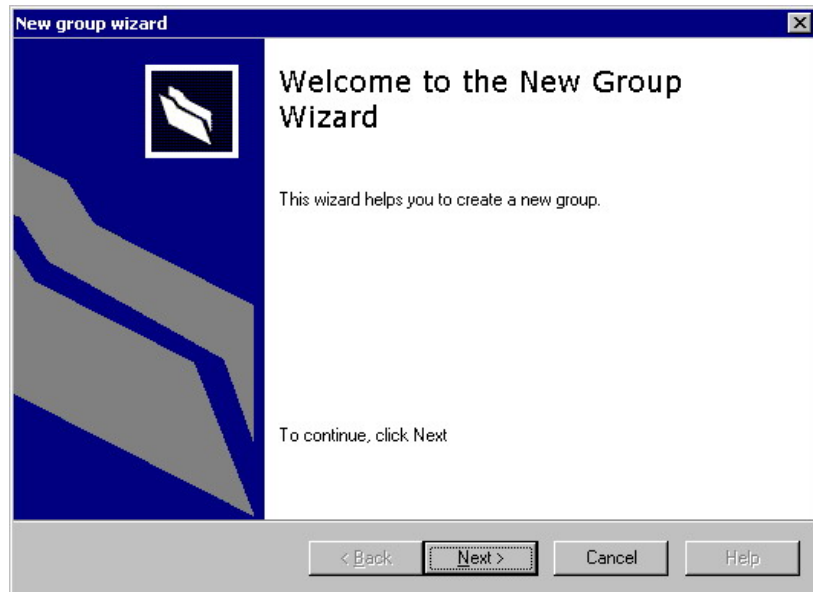 New group wizard
Welcome to the New Group
Wizard
This wizard helps you to create a new group.
To continue, click Next
< Back
Next >
Cancel
Help